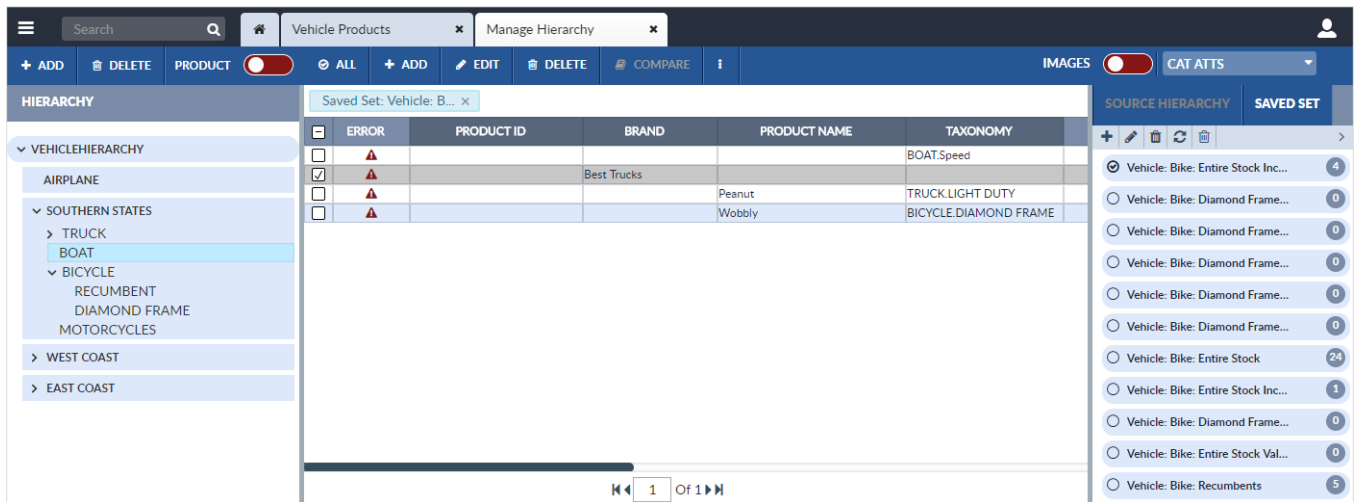 Search
Vehicle Products
Manage Hierarchy
ADD DELETE PRODUCT ALL ADD EDIT DELETE COMPARE IMAGES CAT ATTS
HIERARCHY
VEHICLEHIERARCHY
AIRPLANE
SOUTHERN STATES
TRUCK
BOAT
BICYCLE
RECUMBENT
DIAMOND FRAME
MOTORCYCLES
WEST COAST
EAST COAST
Saved Set: Vehicle: B...
ERROR PRODUCT ID BRAND PRODUCT NAME TAXONOMY
BOAT.Speed
Best Trucks
Peanut TRUCK.LIGHT DUTY
Wobbly BICYCLE.DIAMOND FRAME
1 Of 1
SOURCE HIERARCHY SAVED SET
Vehicle: Bike: Entire Stock Inc... 4
Vehicle: Bike: Diamond Frame... 0
Vehicle: Bike: Diamond Frame... 0
Vehicle: Bike: Diamond Frame... 0
Vehicle: Bike: Diamond Frame... 0
Vehicle: Bike: Diamond Frame... 0
Vehicle: Bike: Entire Stock 24
Vehicle: Bike: Entire Stock Inc... 1
Vehicle: Bike: Diamond Frame... 0
Vehicle: Bike: Entire Stock Val... 0
Vehicle: Bike: Recumbents 5